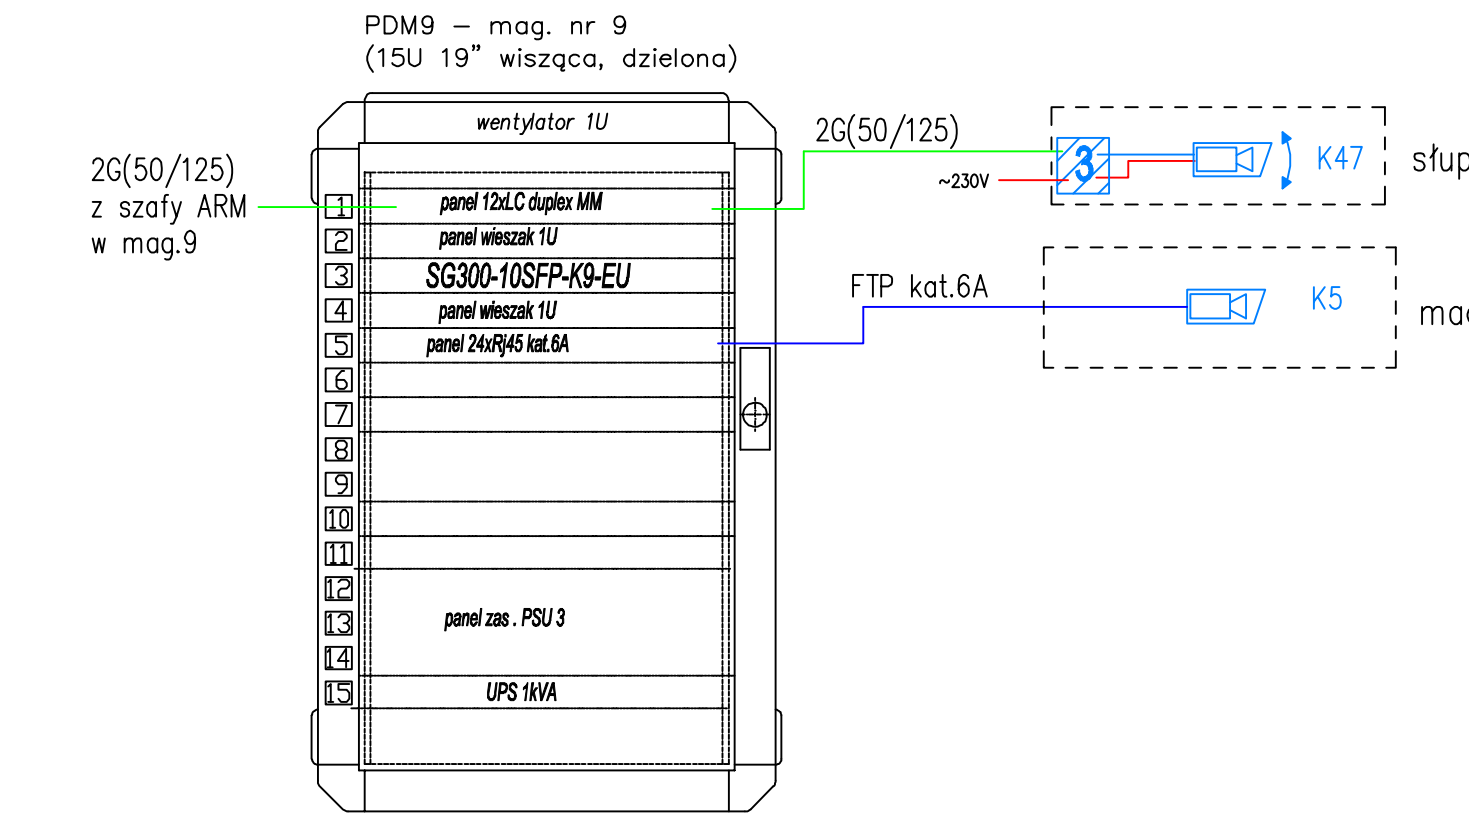 PDM9 – mag. nr 9
(15U 19” wisząca, dzielona)
wentylator 1U
2G(50/125)
z szafy ARM
w mag.9
1
panel 12xLC duplex MM
2
panel wieszak 1U
3
SG300-10SFP-K9-EU
4
panel wieszak 1U
5
panel 24xRj45 kat.6A
6
7
8
9
10
11
12
13
panel zas . PSU 3
14
15
UPS 1kVA
2G(50/125)
~230V
3
K47
słup
FTP kat.6A
K5